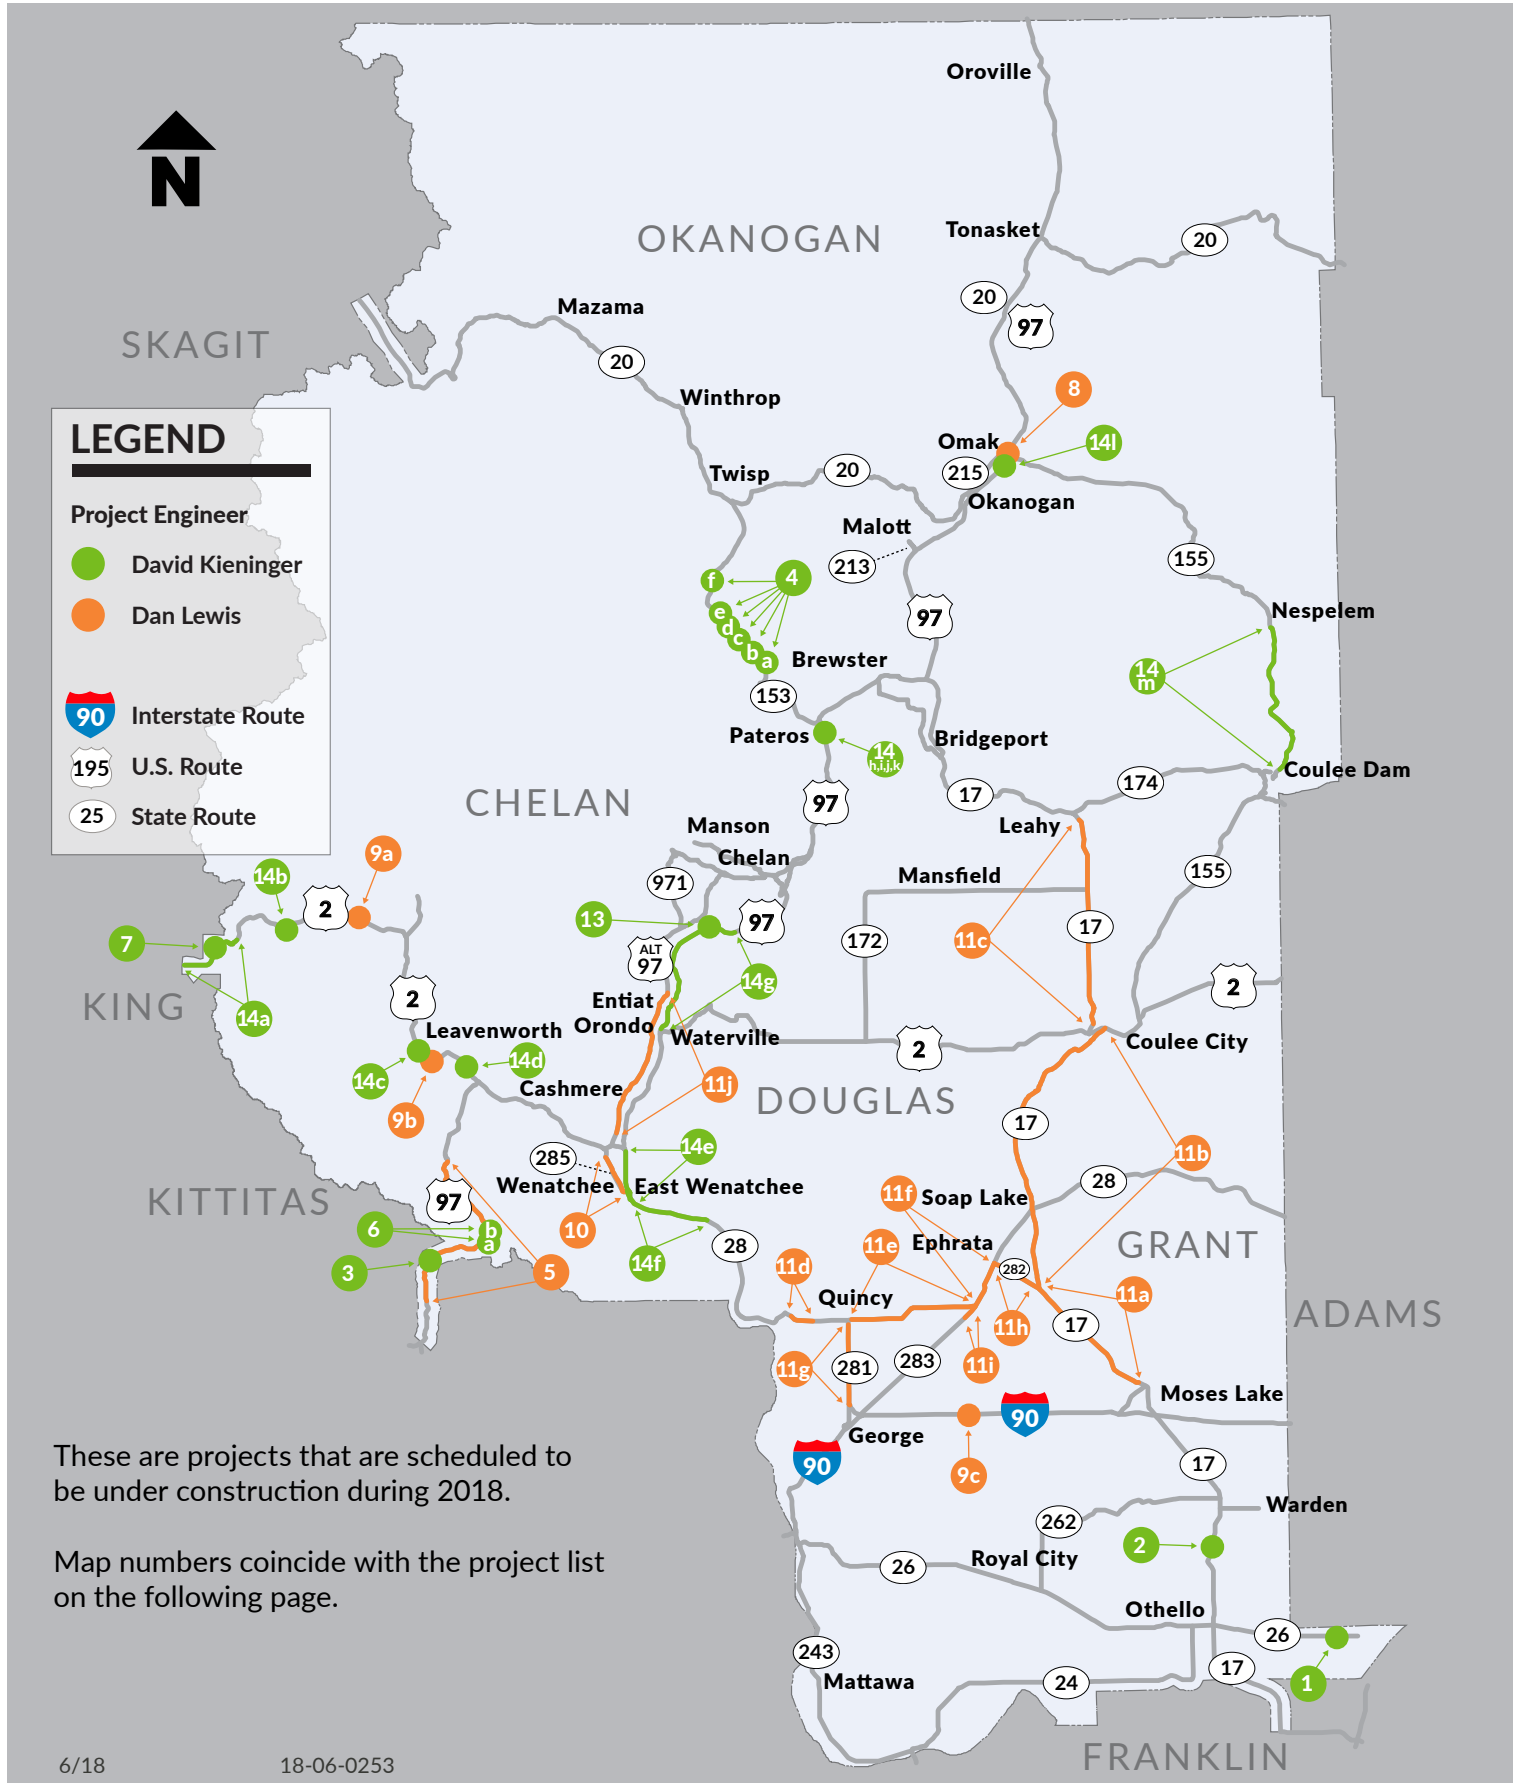 Oroville
N
OKANOGAN
Tonasket
20
20
97
Mazama
SKAGIT
20
Winthrop
8
LEGEND
Project Engineer
David Kieninger
Dan Lewis
90
Interstate Route
195
U.S. Route
25
State Route
Omak
14l
Twisp
20
215
Okanogan
Malott
213
155
f
4
e
d
c
b
a
97
Nespelem
Brewster
14
m
153
Pateros
14
h,i,j,k
Bridgeport
Coulee Dam
97
17
174
CHELAN
Manson
Leahy
Chelan
9a
14b
971
Mansfield
155
2
13
97
17
7
ALT
97
172
11c
14g
2
KING
14a
2
Entiat
Orondo
Leavenworth
Waterville
2
Coulee City
14c
14d
Cashmere
11j
DOUGLAS
9b
17
14e
11b
285
28
KITTITAS
97
Wenatchee
East Wenatchee
11f
Soap Lake
6
b
a
10
28
11e
Ephrata
GRANT
3
5
14f
11d
282
11a
Quincy
ADAMS
11h
17
11g
281
283
11i
Moses Lake
90
George
90
9c
17
These are projects that are scheduled to
be under construction during 2018.
Warden
262
2
Map numbers coincide with the project list
on the following page.
26
Royal City
Othello
26
243
17
Mattawa
24
1
FRANKLIN
6/18
18-06-0253